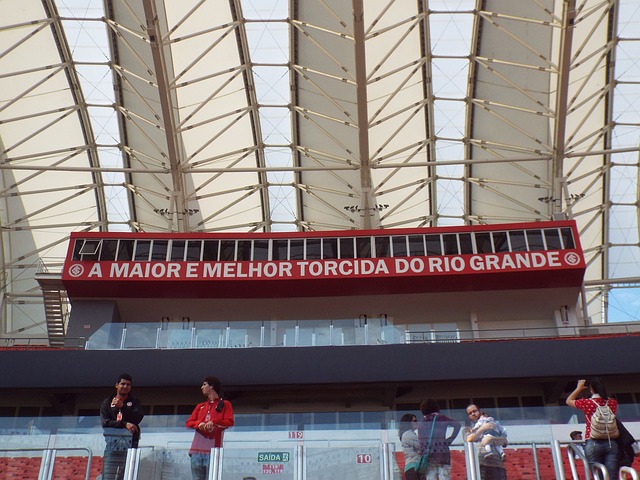 A MAIOR E MELHOR TORCIDA DO RIO GRANDE
119
SAÍDA
10